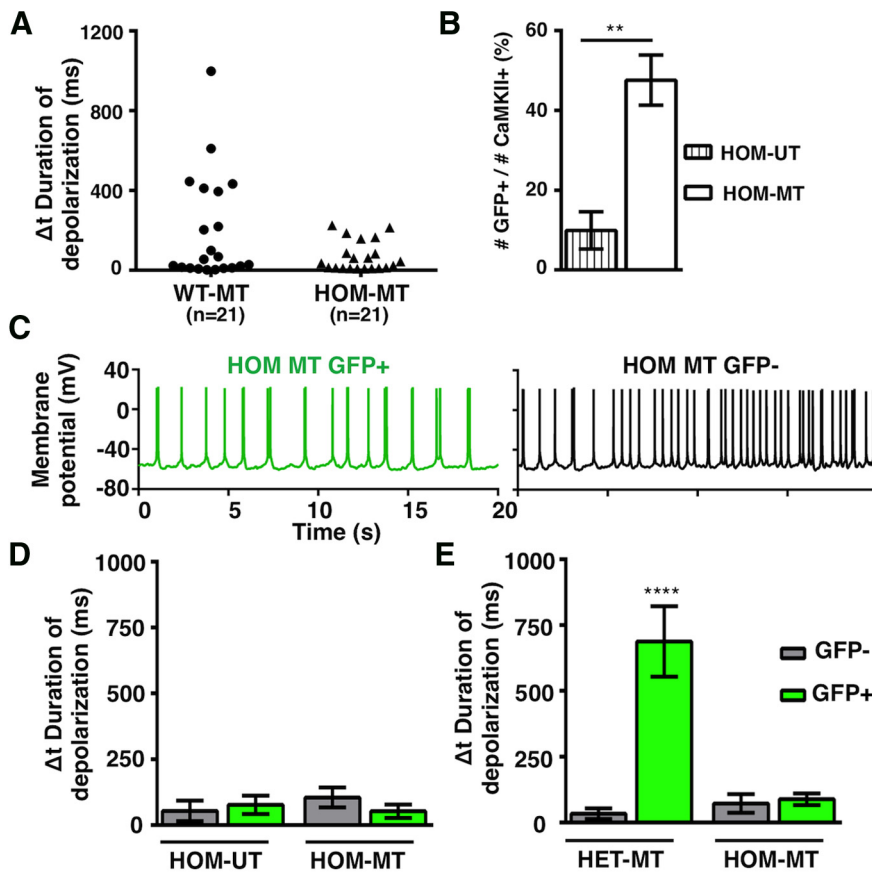 A
1200
800
400
0
Δt Duration of
depolarization (ms)
WT-MT
(n=21)
HOM-MT
(n=21)
B
60
40
20
0
# GFP+ / # CaMKII+ (%)
**
HOM-UT
HOM-MT
C
HOM MT GFP+
HOM MT GFP-
Membrane
potential (mV)
40
0
-40
-80
0 5 10 15 20
Time (s)
D
1000
750
500
250
0
Δt Duration of
depolarization (ms)
HOM-UT
HOM-MT
E
1000
750
500
250
0
Δt Duration of
depolarization (ms)
****
GFP-
GFP+
HET-MT
HOM-MT